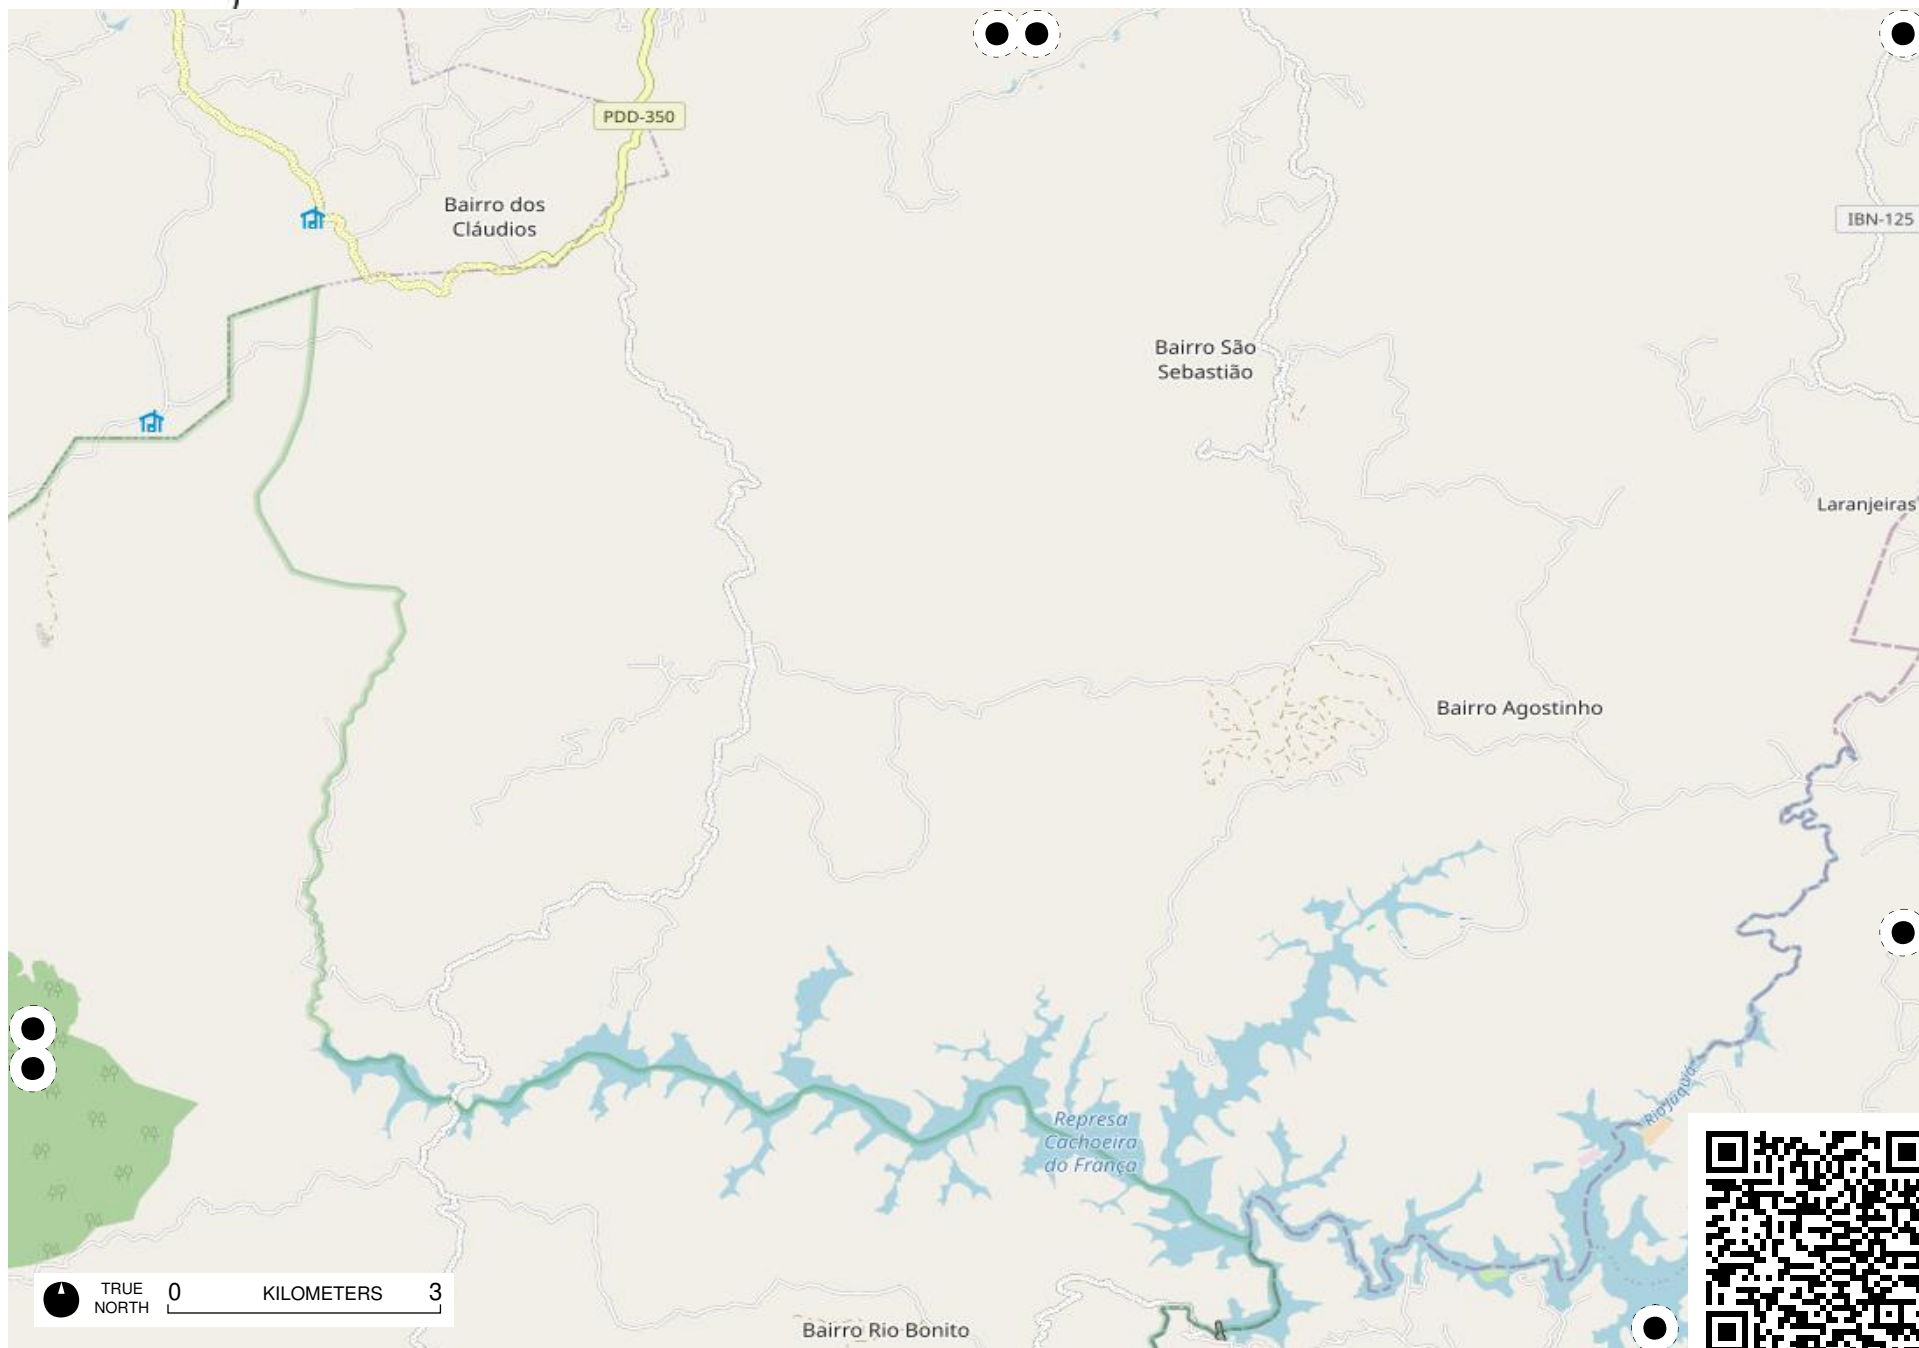 PDD-350
Bairro dos
Cláudios
IBN-125
Bairro São
Sebastião
Laranjeiras
Bairro Agostinho
Rio Juquiá
Represa
Cachoeira
do França
TRUE
NORTH
0
KILOMETERS
3
Bairro Rio Bonito